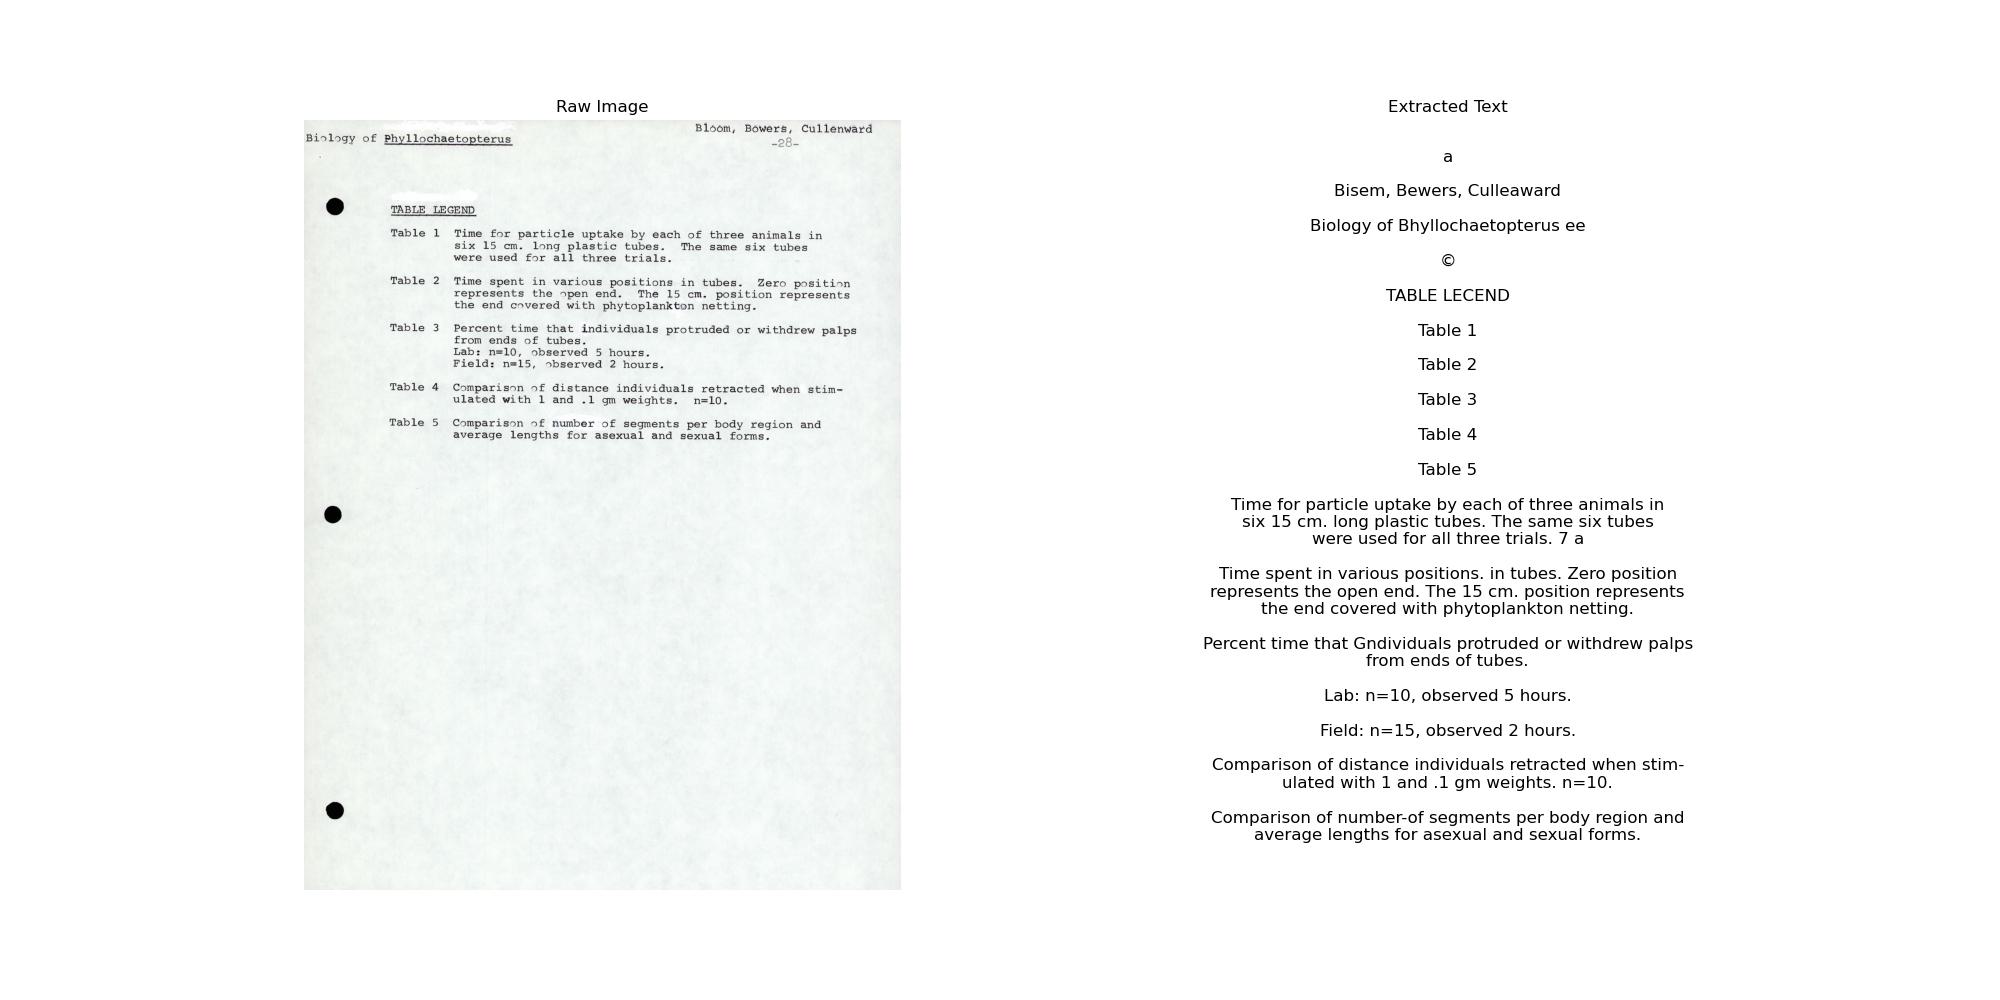 Raw Image
Biology of Phyllochaetopterus
Bloom, Bowers, Cullenward
-28-
TABLE LEGEND
Table 1 Time for particle uptake by each of three animals in
six 15 cm. long plastic tubes. The same six tubes
were used for all three trials.
Table 2 Time spent in various positions in tubes. Zero position
represents the open end. The 15 cm. position represents
the end covered with phytoplankton netting.
Table 3 Percent time that individuals protruded or withdrew palps
from ends of tubes.
Lab: n=10, observed 5 hours.
Field: n=15, observed 2 hours.
Table 4 Comparison of distance individuals retracted when stim-
ulated with 1 and .1 gm weights. n=10.
Table 5 Comparison of number of segments per body region and
average lengths for asexual and sexual forms.
Extracted Text
a
Bisem, Bewers, Culleaward
Biology of Bhyllochaetopterus ee
©
TABLE LECEND
Table 1
Table 2
Table 3
Table 4
Table 5
Time for particle uptake by each of three animals in
six 15 cm. long plastic tubes. The same six tubes
were used for all three trials. 7 a
Time spent in various positions. in tubes. Zero position
represents the open end. The 15 cm. position represents
the end covered with phytoplankton netting.
Percent time that Gndividuals protruded or withdrew palps
from ends of tubes.
Lab: n=10, observed 5 hours.
Field: n=15, observed 2 hours.
Comparison of distance individuals retracted when stim-
ulated with 1 and .1 gm weights. n=10.
Comparison of number-of segments per body region and
average lengths for asexual and sexual forms.